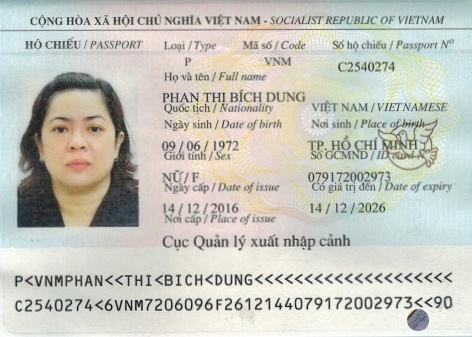 CỘNG HÒA XÃ HỘI CHỦ NGHĨA VIỆT NAM - SOCIALIST REPUBLIC OF VIETNAM
HỘ CHIẾU / PASSPORT Loại / Type Mã số / Code Số hộ chiếu / Passport Nº
P VNM C2540274
Họ và tên / Full name
PHAN THI BÍCH DUNG
Quốc tịch / Nationality VIỆT NAM / VIETNAMESE
Ngày sinh / Date of birth Nơi sinh / Place of birth
09 / 06 / 1972 TP. HỒ CHÍ MINH
Giới tính / Sex Số GCMND / ID card Nº
NỮ / F 079172002973
Ngày cấp / Date of issue Có giá trị đến / Date of expiry
14 / 12 / 2016 14 / 12 / 2026
Nơi cấp / Place of issue
Cục Quản lý xuất nhập cảnh
P<VNMPHAN<<THI<BICH<DUNG<<<<<<<<<<<<<<<<<<<<
C2540274<6VNM7206096F2612144079172002973<<90